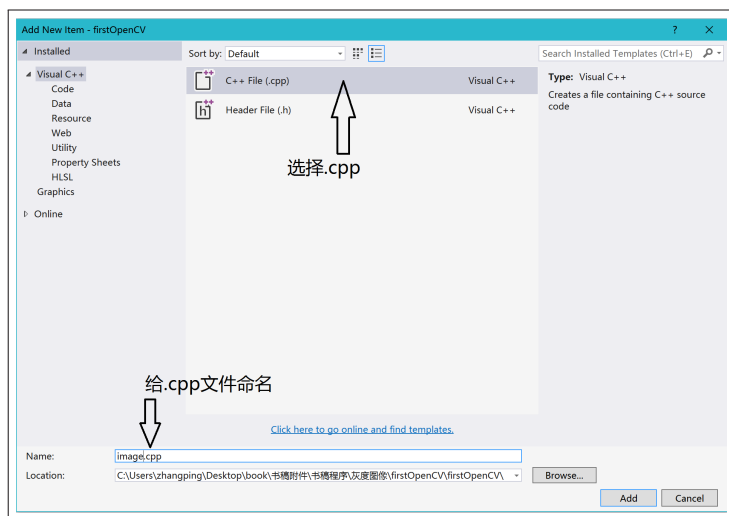 Add New Item - firstOpenCV ? ×
Installed
Sort by: Default
Search Installed Templates (Ctrl+E)
Visual C++
Code
Data
Resource
Web
Utility
Property Sheets
HLSL
Graphics
Online
C++ File (.cpp) Visual C++
Header File (.h) Visual C++
Type: Visual C++
Creates a file containing C++ source
code
选择.cpp
给.cpp文件命名
Click here to go online and find templates.
Name: image.cpp
Location: C:\Users\zhangping\Desktop\book\书稿附件\书稿程序\灰度图像\firstOpenCV\firstOpenCV\
Browse...
Add Cancel